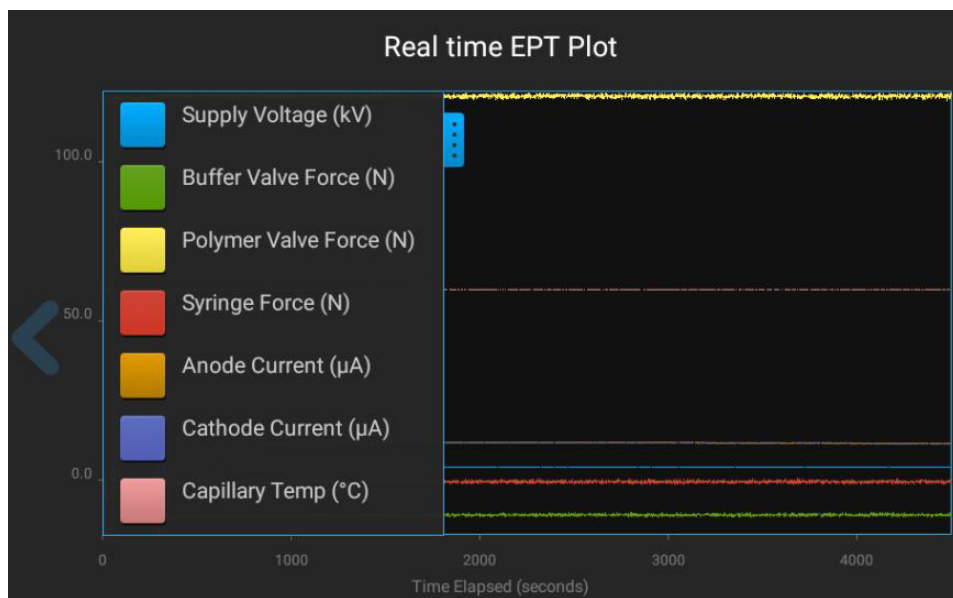 Real time EPT Plot
Supply Voltage (kV)
Buffer Valve Force (N)
Polymer Valve Force (N)
Syringe Force (N)
Anode Current (µA)
Cathode Current (µA)
Capillary Temp (°C)
100.0
50.0
0.0
0
1000
2000
3000
4000
Time Elapsed (seconds)